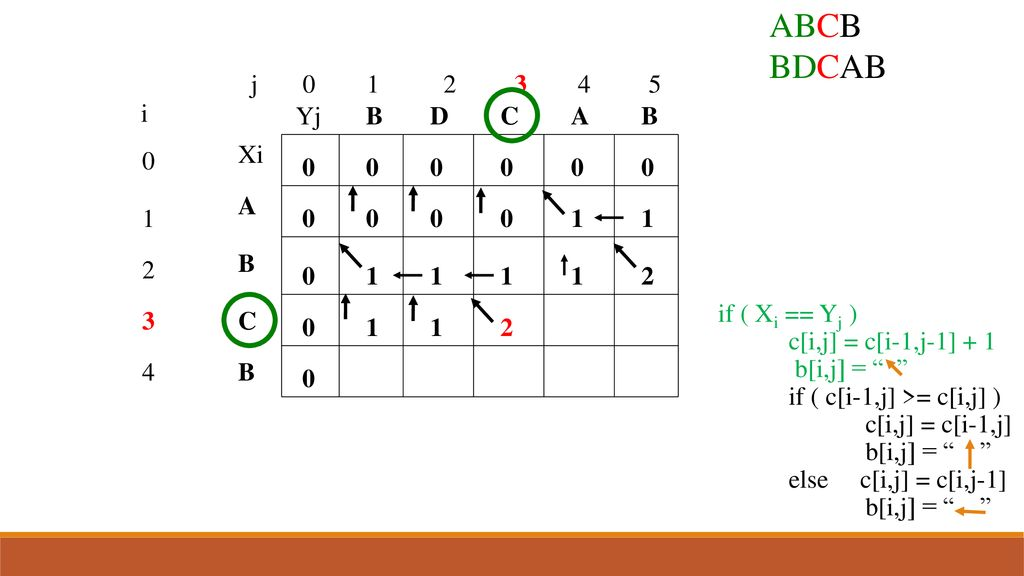 ABCB
BDCAB
j 0 1 2 3 4 5
i Yj B D C A B
0 Xi 0 0 0 0 0 0
1 A 0 0 0 0 1 1
2 B 0 1 1 1 1 2
3 C 0 1 1 2
4 B 0
if ( Xi == Yj )
c[i,j] = c[i-1,j-1] + 1
b[i,j] = “ ”
if ( c[i-1,j] >= c[i,j] )
c[i,j] = c[i-1,j]
b[i,j] = “ ”
else c[i,j] = c[i,j-1]
b[i,j] = “ ”